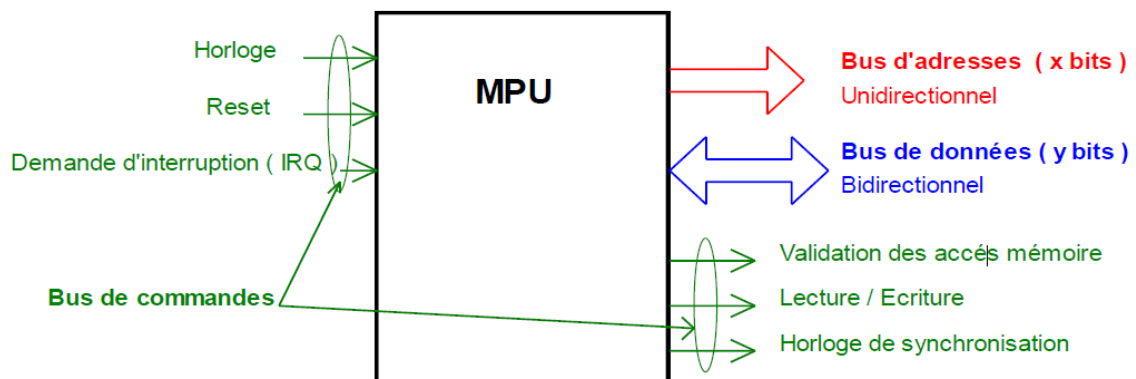 Horloge
Reset
Demande d'interruption ( IRQ )
Bus de commandes
MPU
Bus d'adresses ( x bits )
Unidirectionnel
Bus de données ( y bits )
Bidirectionnel
Validation des accés mémoire
Lecture / Ecriture
Horloge de synchronisation